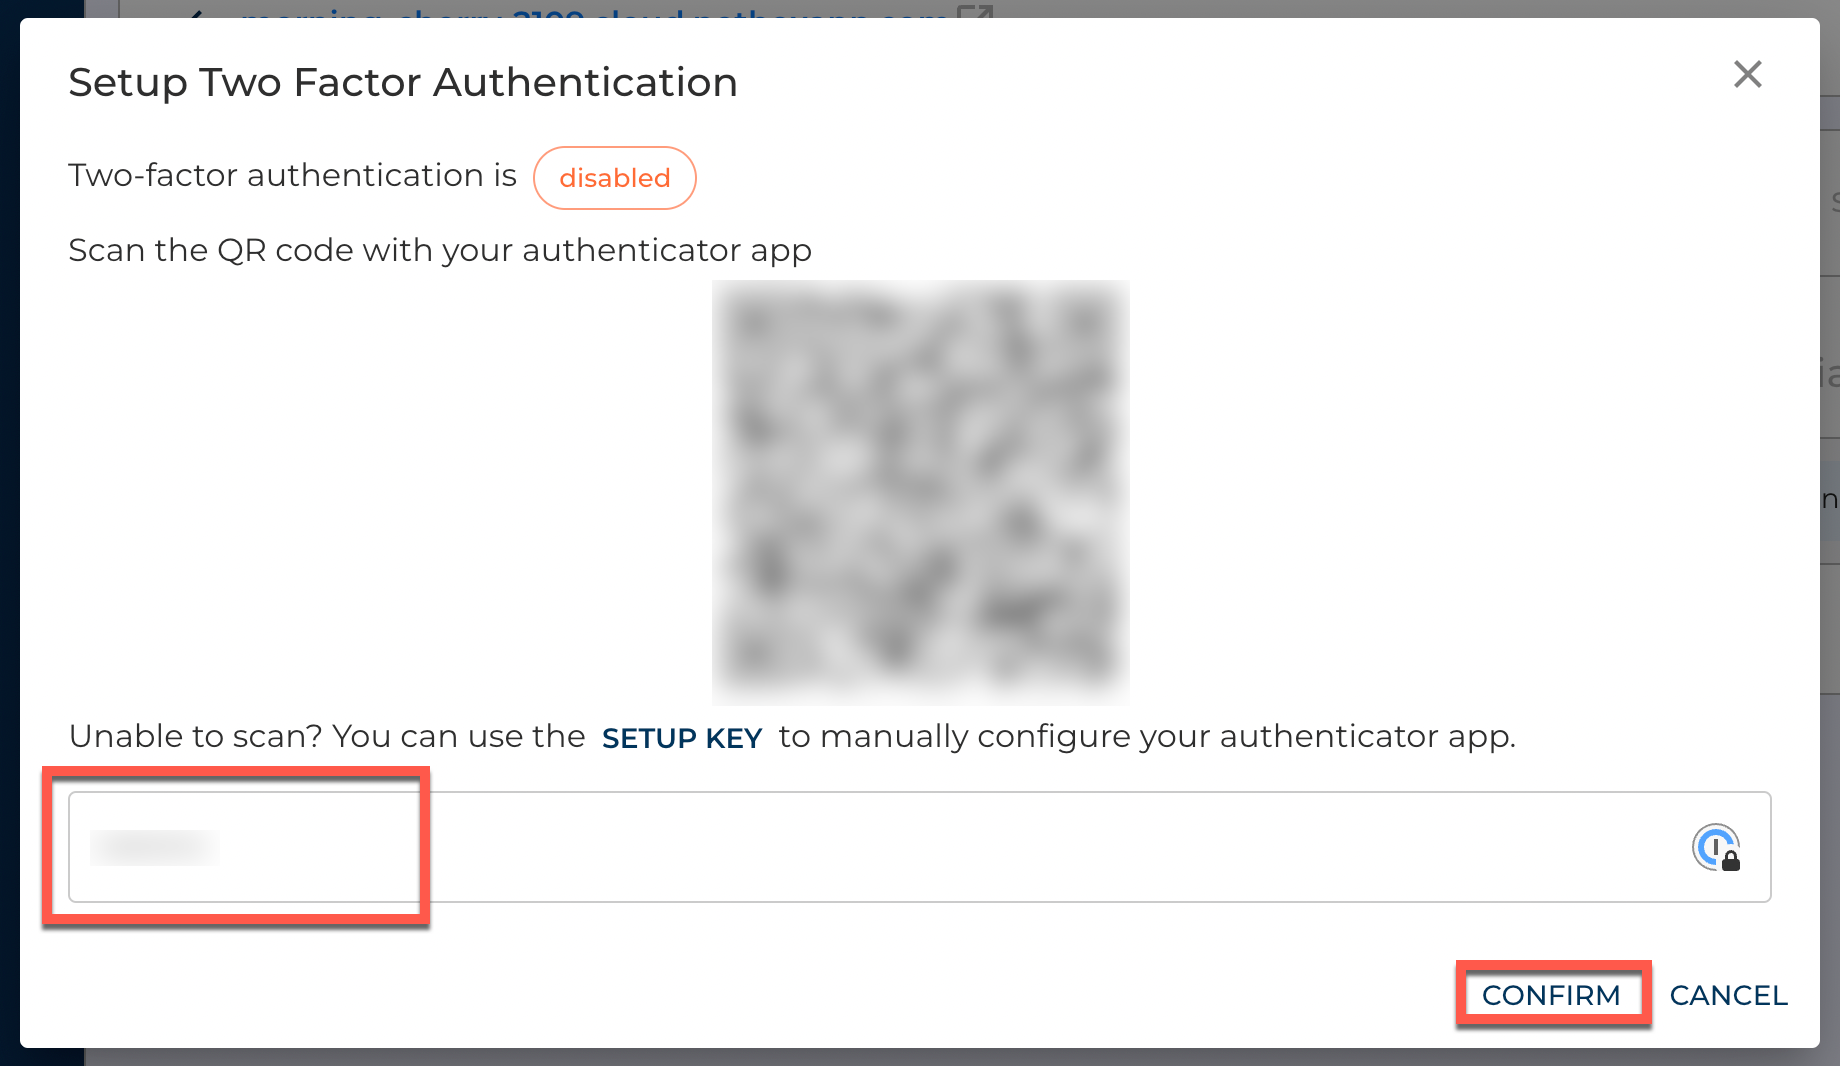 Setup Two Factor Authentication
Two-factor authentication is disabled
Scan the QR code with your authenticator app
Unable to scan? You can use the SETUP KEY to manually configure your authenticator app.
CONFIRM CANCEL